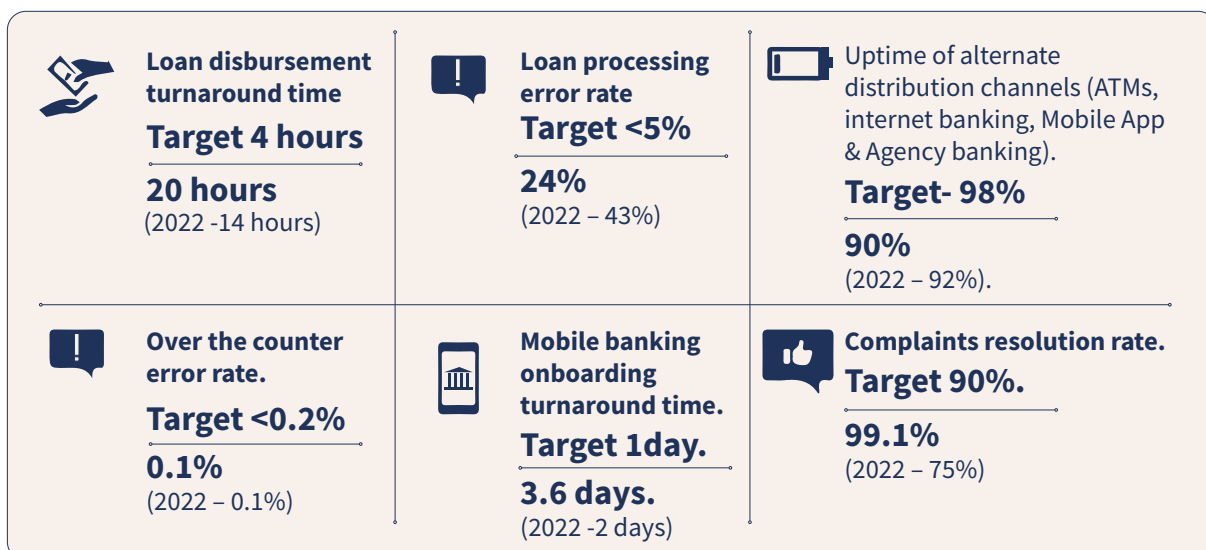 Loan disbursement
turnaround time
Target 4 hours
20 hours
(2022 -14 hours)
Loan processing
error rate
Target <5%
24%
(2022 – 43%)
Uptime of alternate
distribution channels (ATMs,
internet banking, Mobile App
& Agency banking).
Target- 98%
90%
(2022 – 92%).
Over the counter
error rate.
Target <0.2%
0.1%
(2022 – 0.1%)
Mobile banking
onboarding
turnaround time.
Target 1day.
3.6 days.
(2022 -2 days)
Complaints resolution rate.
Target 90%.
99.1%
(2022 – 75%)